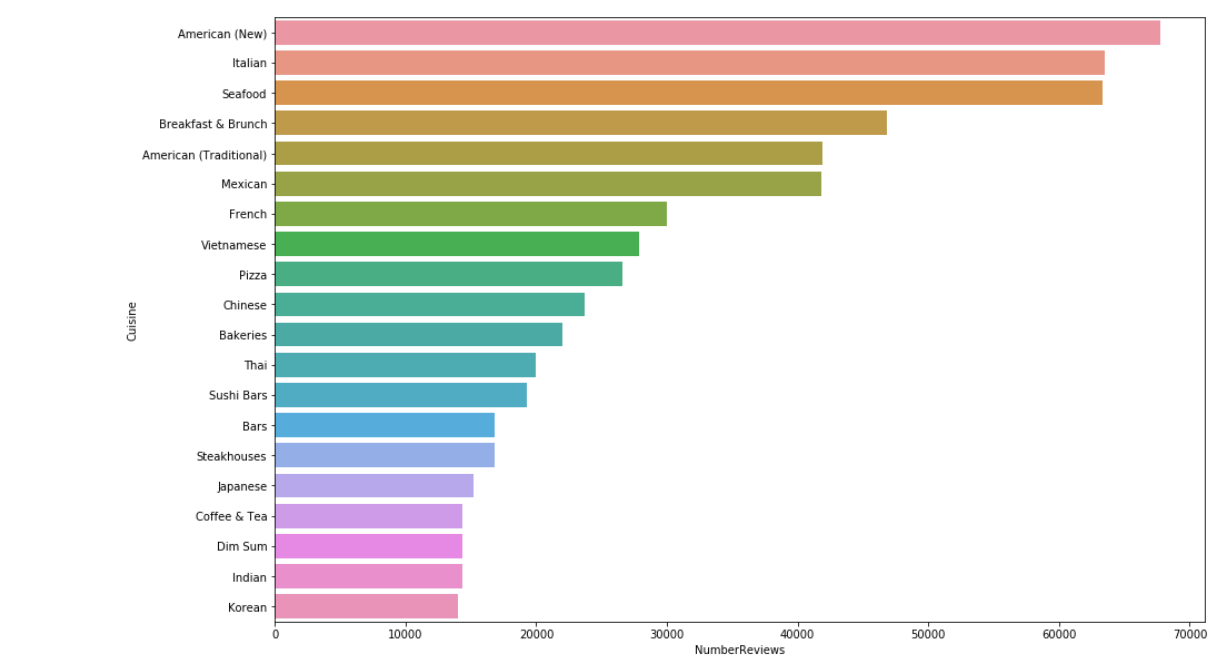 American (New)
Italian
Seafood
Breakfast & Brunch
American (Traditional)
Mexican
French
Vietnamese
Pizza
Chinese
Cuisine
Bakeries
Thai
Sushi Bars
Bars
Steakhouses
Japanese
Coffee & Tea
Dim Sum
Indian
Korean
0 10000 20000 30000 40000 50000 60000 70000
NumberReviews